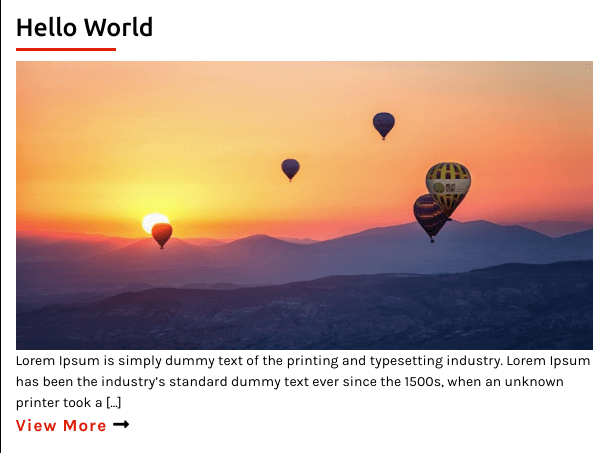 Hello World
Lorem Ipsum is simply dummy text of the printing and typesetting industry. Lorem Ipsum
has been the industry’s standard dummy text ever since the 1500s, when an unknown
printer took a […]
View More →